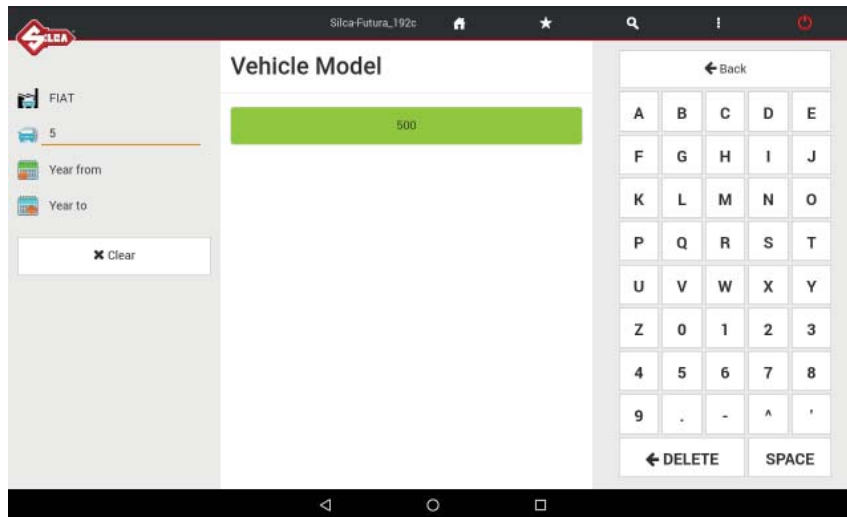 SILCA
Silca-Futura_192c
FIAT
5
Year from
Year to
✖ Clear
Vehicle Model
500
← Back
A B C D E
F G H I J
K L M N O
P Q R S T
U V W X Y
Z 0 1 2 3
4 5 6 7 8
9 . - ^ '
← DELETE SPACE